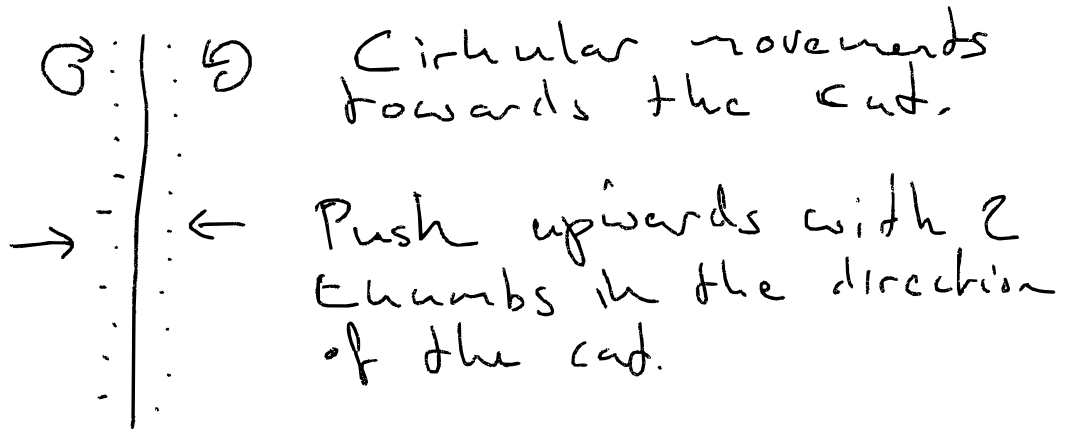 Cirkular movements
towards the cut.
Push upwards with 2
thumbs in the direction
of the cut.